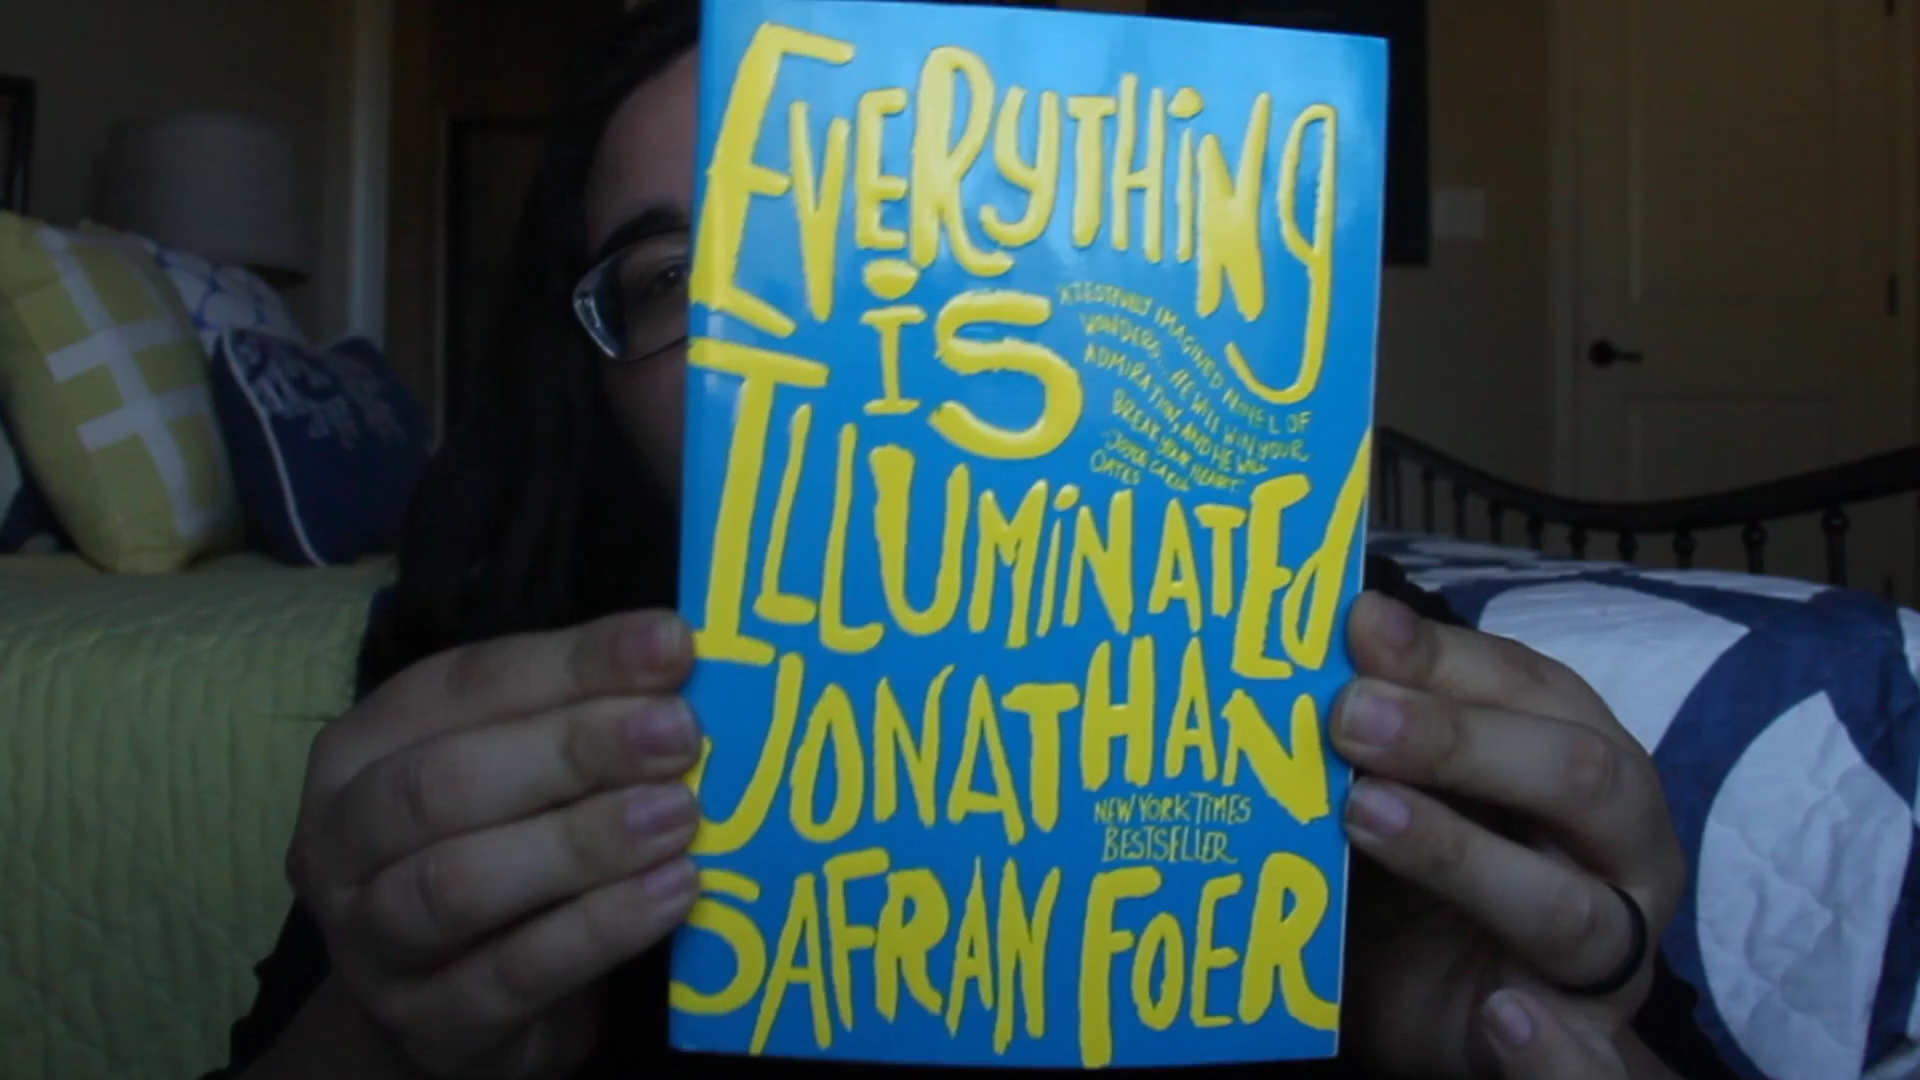 EVERYTHING
iS
"A ZESTFULLY IMAGINED NOVEL OF
WONDERS... HE WILL WIN YOUR
ADMIRATION, AND HE WILL
BREAK YOUR HEART."
-JOYCE CAROL
OATES
ILLUMiNATEd
JONATHAN
NEW YORK TIMES
BESTSELLER
SAFRAN FOER